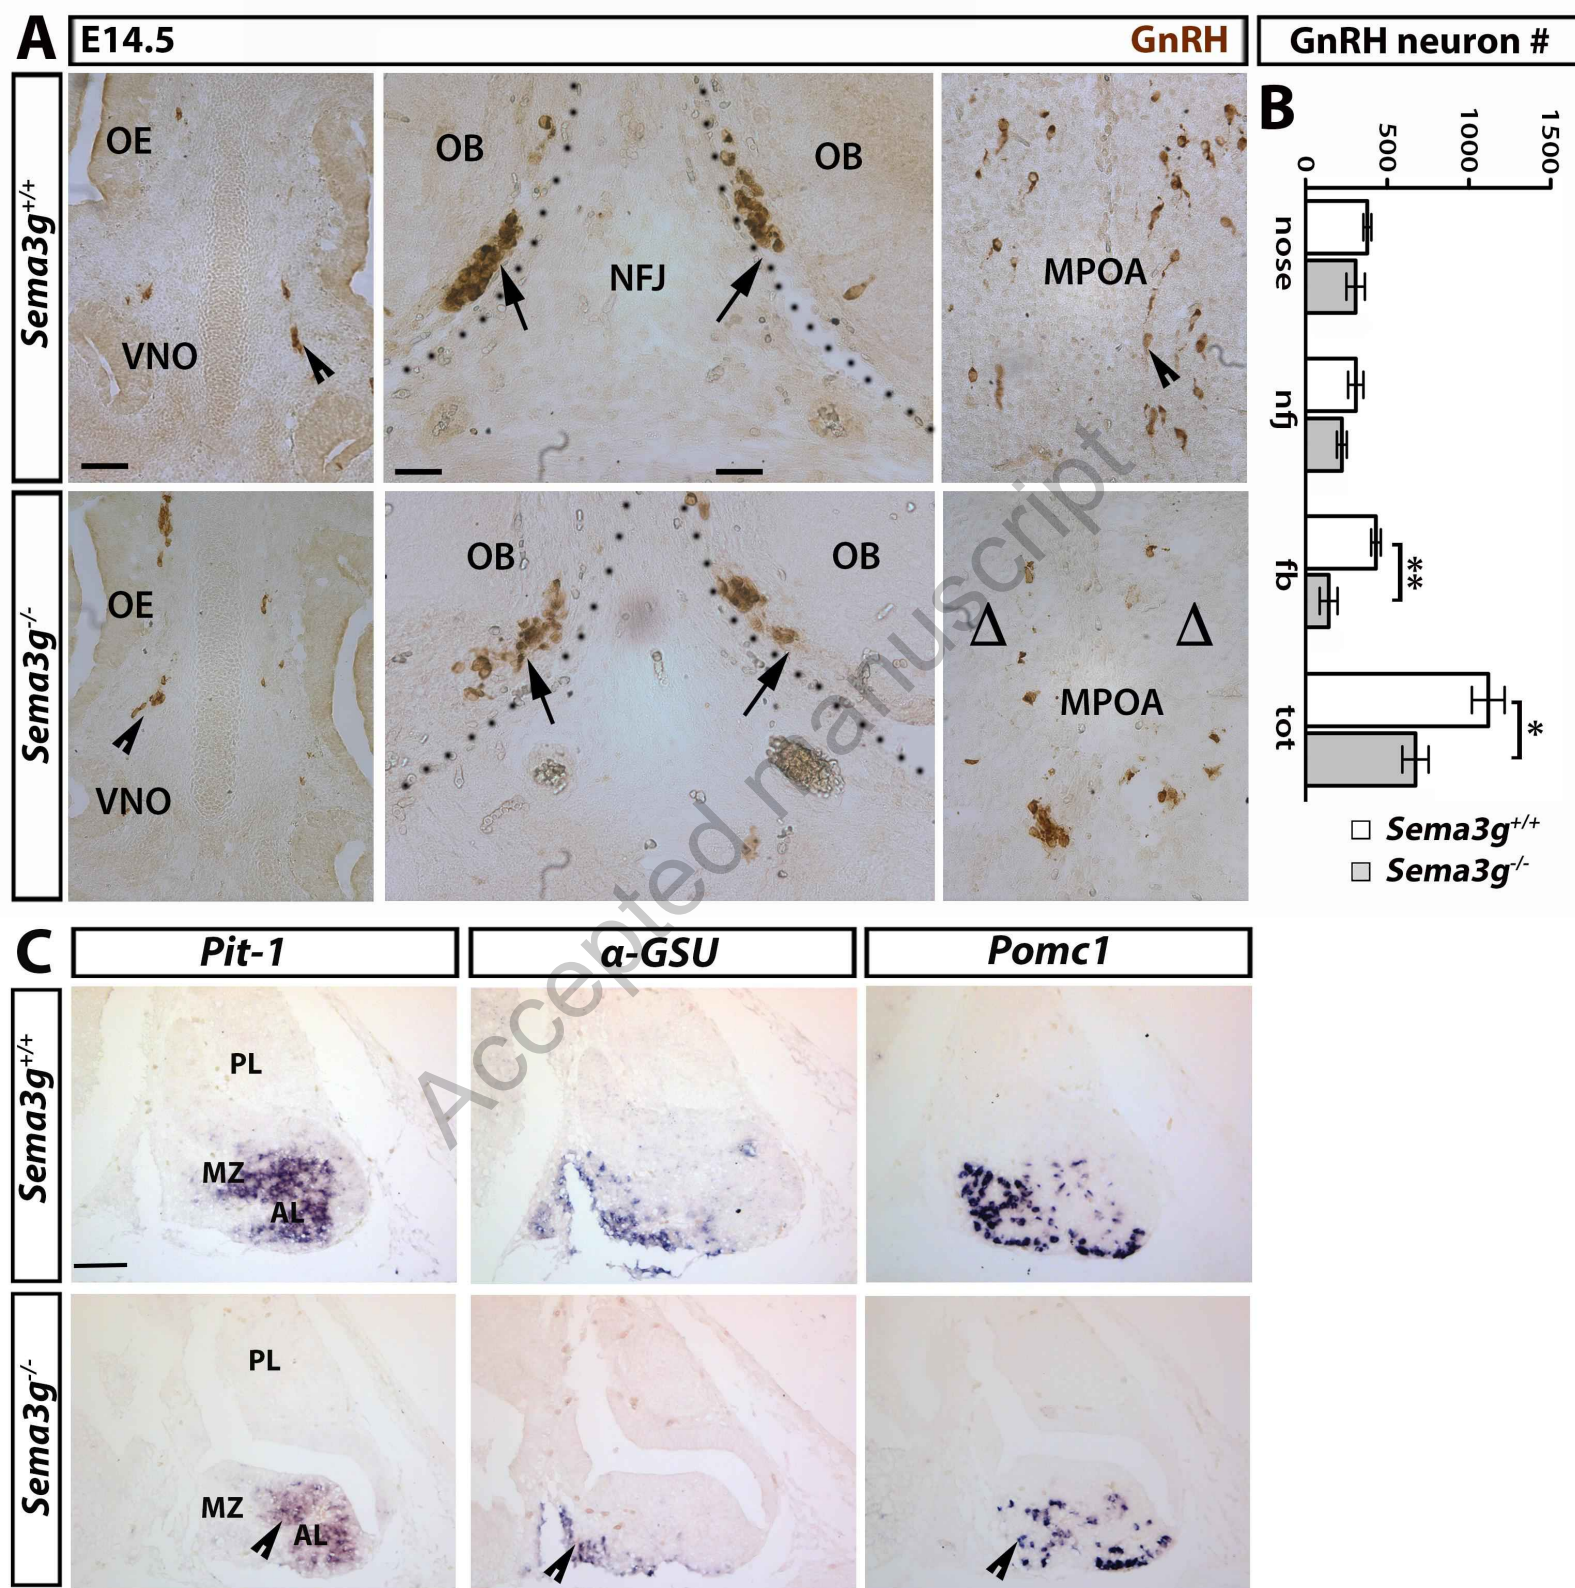 A
E14.5
GnRH
GnRH neuron #
Sema3g+/+
OE
VNO
OB
NFJ
OB
MPOA
Sema3g-/-
OE
VNO
OB
OB
MPOA
B
0
500
1000
1500
nose
nfj
fb
tot
**
*
Sema3g+/+
Sema3g-/-
C
Pit-1
α-GSU
Pomc1
Sema3g+/+
PL
MZ
AL
Sema3g-/-
PL
MZ
AL
Accepted manuscript